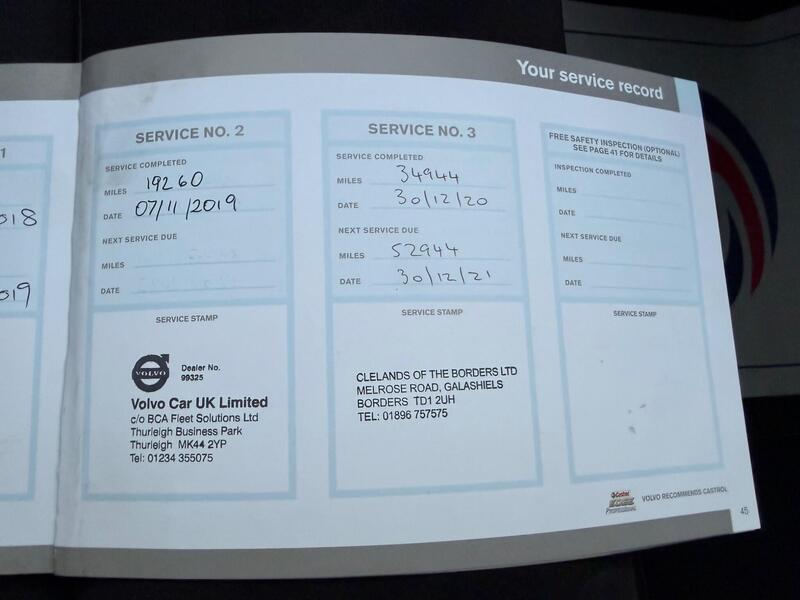 Your service record
1
018
019
SERVICE NO. 2
SERVICE COMPLETED
MILES 19260
DATE 07/11/2019
NEXT SERVICE DUE
MILES
DATE
SERVICE STAMP
VOLVO
Dealer No.
99325
Volvo Car UK Limited
c/o BCA Fleet Solutions Ltd
Thurleigh Business Park
Thurleigh MK44 2YP
Tel: 01234 355075
SERVICE NO. 3
SERVICE COMPLETED
MILES 34944
DATE 30/12/20
NEXT SERVICE DUE
MILES 52944
DATE 30/12/21
SERVICE STAMP
CLELANDS OF THE BORDERS LTD
MELROSE ROAD, GALASHIELS
BORDERS TD1 2UH
TEL: 01896 757575
FREE SAFETY INSPECTION (OPTIONAL)
SEE PAGE 41 FOR DETAILS
INSPECTION COMPLETED
MILES
DATE
NEXT SERVICE DUE
MILES
DATE
SERVICE STAMP
Castrol
EDGE
PROFESSIONAL
VOLVO RECOMMENDS CASTROL
45